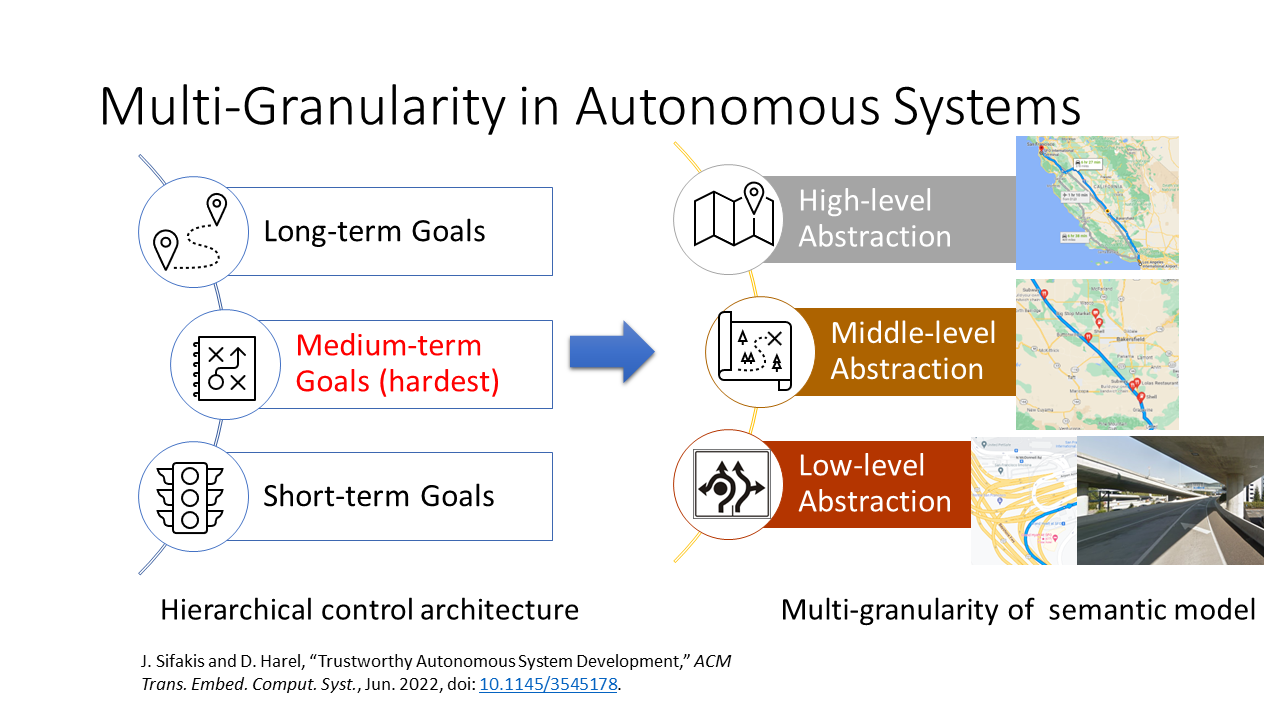 Multi-Granularity in Autonomous Systems
Long-term Goals
Medium-term
Goals (hardest)
Short-term Goals
Hierarchical control architecture
High-level
Abstraction
Middle-level
Abstraction
Low-level
Abstraction
CALIFORNIA
Bakersfield
Multi-granularity of semantic model
J. Sifakis and D. Harel, “Trustworthy Autonomous System Development,” ACM
Trans. Embed. Comput. Syst., Jun. 2022, doi: 10.1145/3545178.